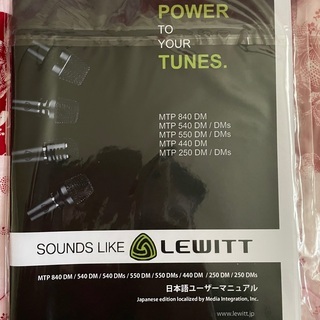 POWER
TO
YOUR
TUNES.
MTP 840 DM
MTP 540 DM / DMs
MTP 550 DM / DMs
MTP 440 DM
MTP 250 DM / DMs
SOUNDS LIKE LEWITT
MTP 840 DM / 540 DM / 540 DMs / 550 DM / 550 DMs / 440 DM / 250 DM / 250 DMs
日本語ユーザーマニュアル
Japanese edition localized by Media Integration, Inc.
www.lewitt.jp